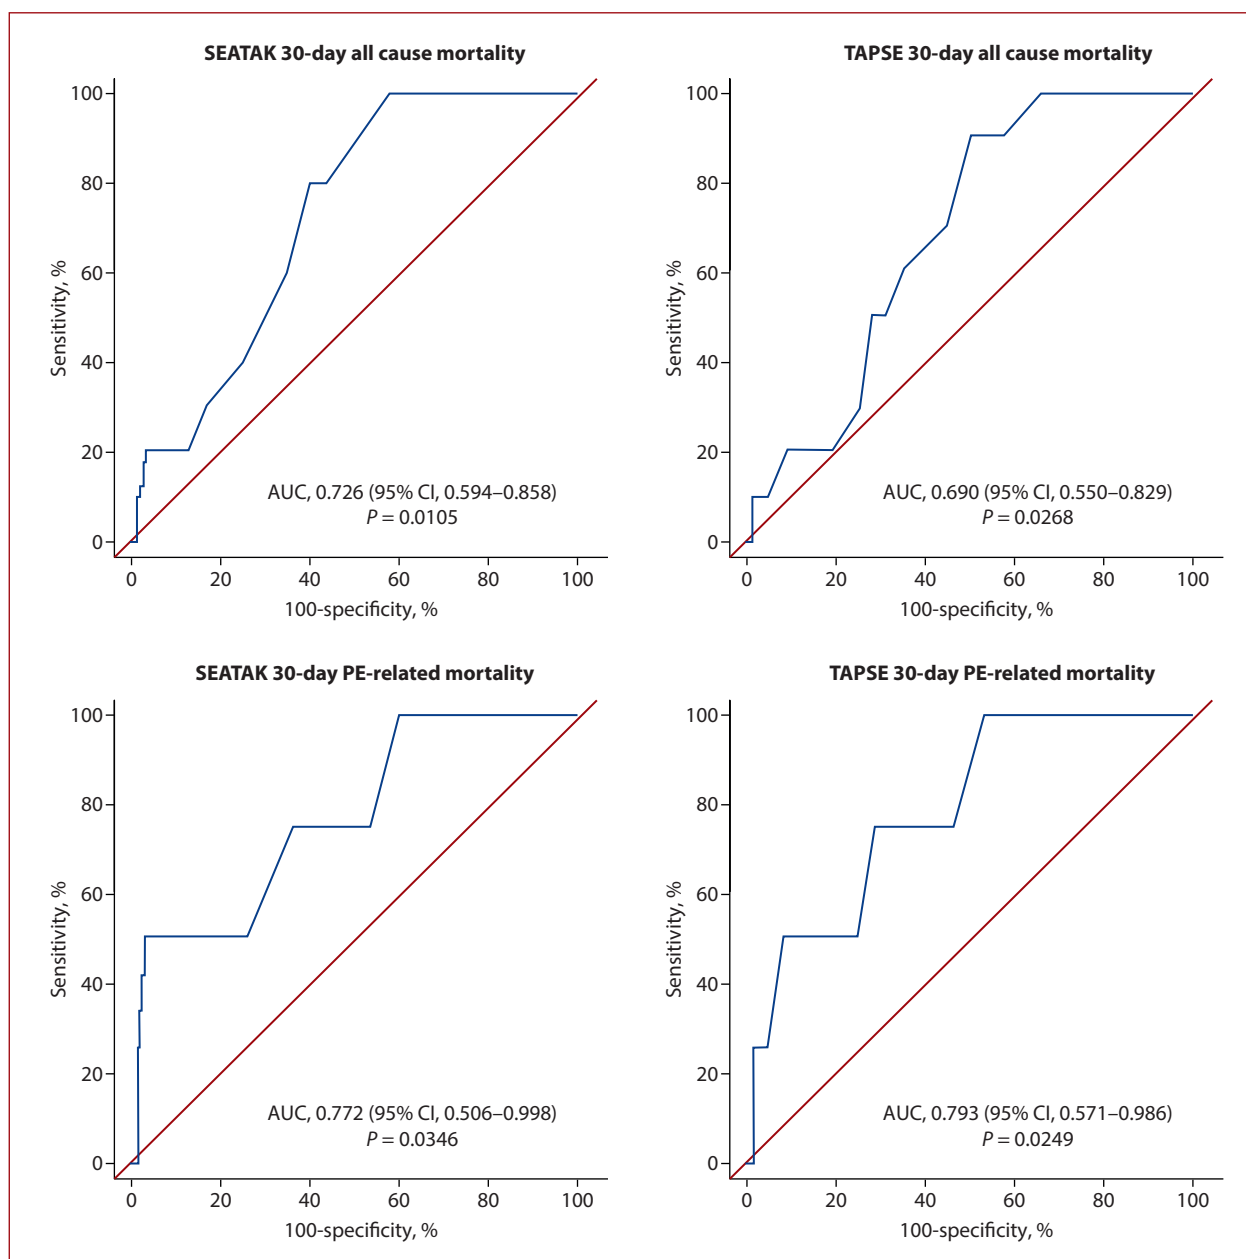 SEATAK 30-day all cause mortality
100
80
60
40
20
0
Sensitivity, %
AUC, 0.726 (95% CI, 0.594–0.858)
P = 0.0105
0 20 40 60 80 100
100-specificity, %
TAPSE 30-day all cause mortality
100
80
60
40
20
0
Sensitivity, %
AUC, 0.690 (95% CI, 0.550–0.829)
P = 0.0268
0 20 40 60 80 100
100-specificity, %
SEATAK 30-day PE-related mortality
100
80
60
40
20
0
Sensitivity, %
AUC, 0.772 (95% CI, 0.506–0.998)
P = 0.0346
0 20 40 60 80 100
100-specificity, %
TAPSE 30-day PE-related mortality
100
80
60
40
20
0
Sensitivity, %
AUC, 0.793 (95% CI, 0.571–0.986)
P = 0.0249
0 20 40 60 80 100
100-specificity, %